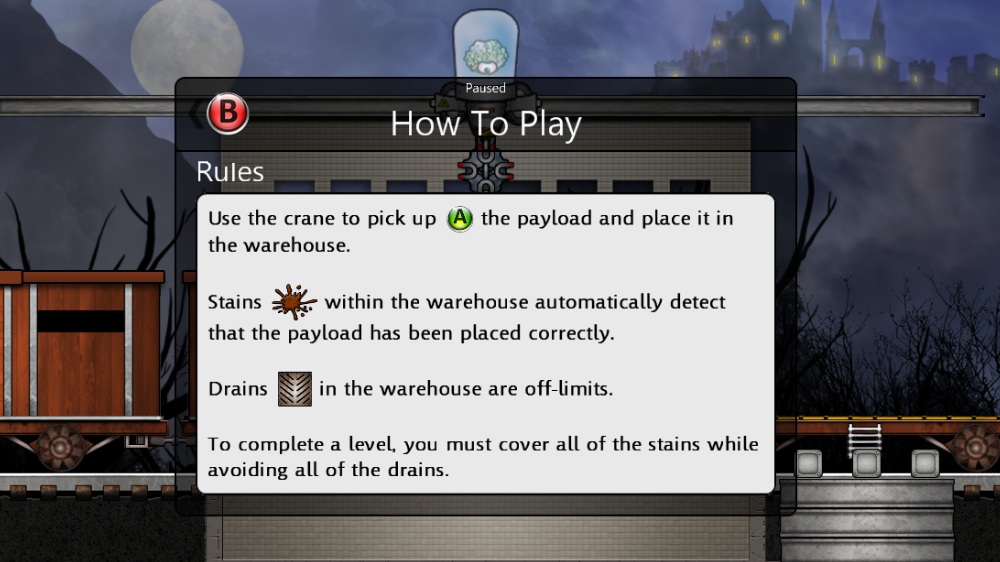 Paused
B
How To Play
Rules
Use the crane to pick up A the payload and place it in
the warehouse.
Stains within the warehouse automatically detect
that the payload has been placed correctly.
Drains in the warehouse are off-limits.
To complete a level, you must cover all of the stains while
avoiding all of the drains.